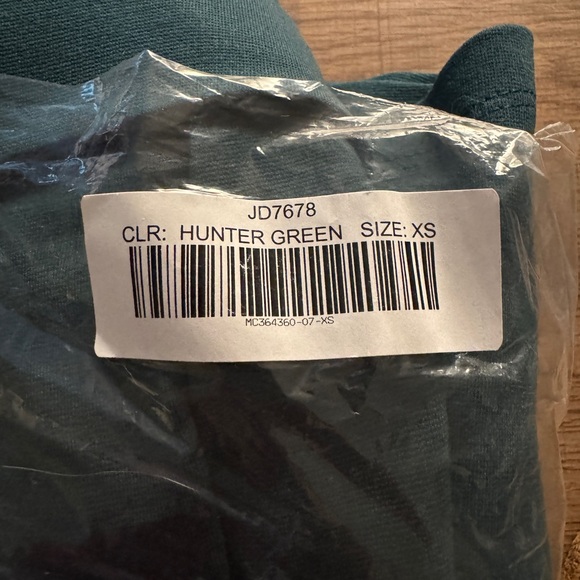 JD7678
CLR: HUNTER GREEN SIZE: XS
MC364360-07-XS